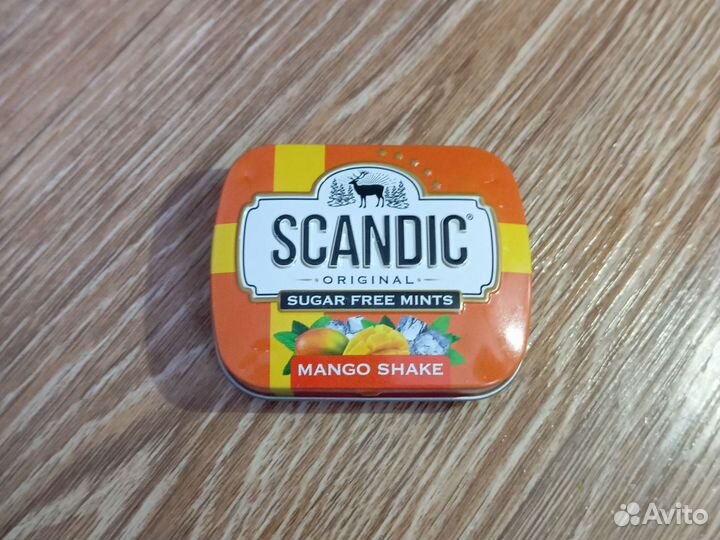 SCANDIC®
ORIGINAL
SUGAR FREE MINTS
MANGO SHAKE
Avito